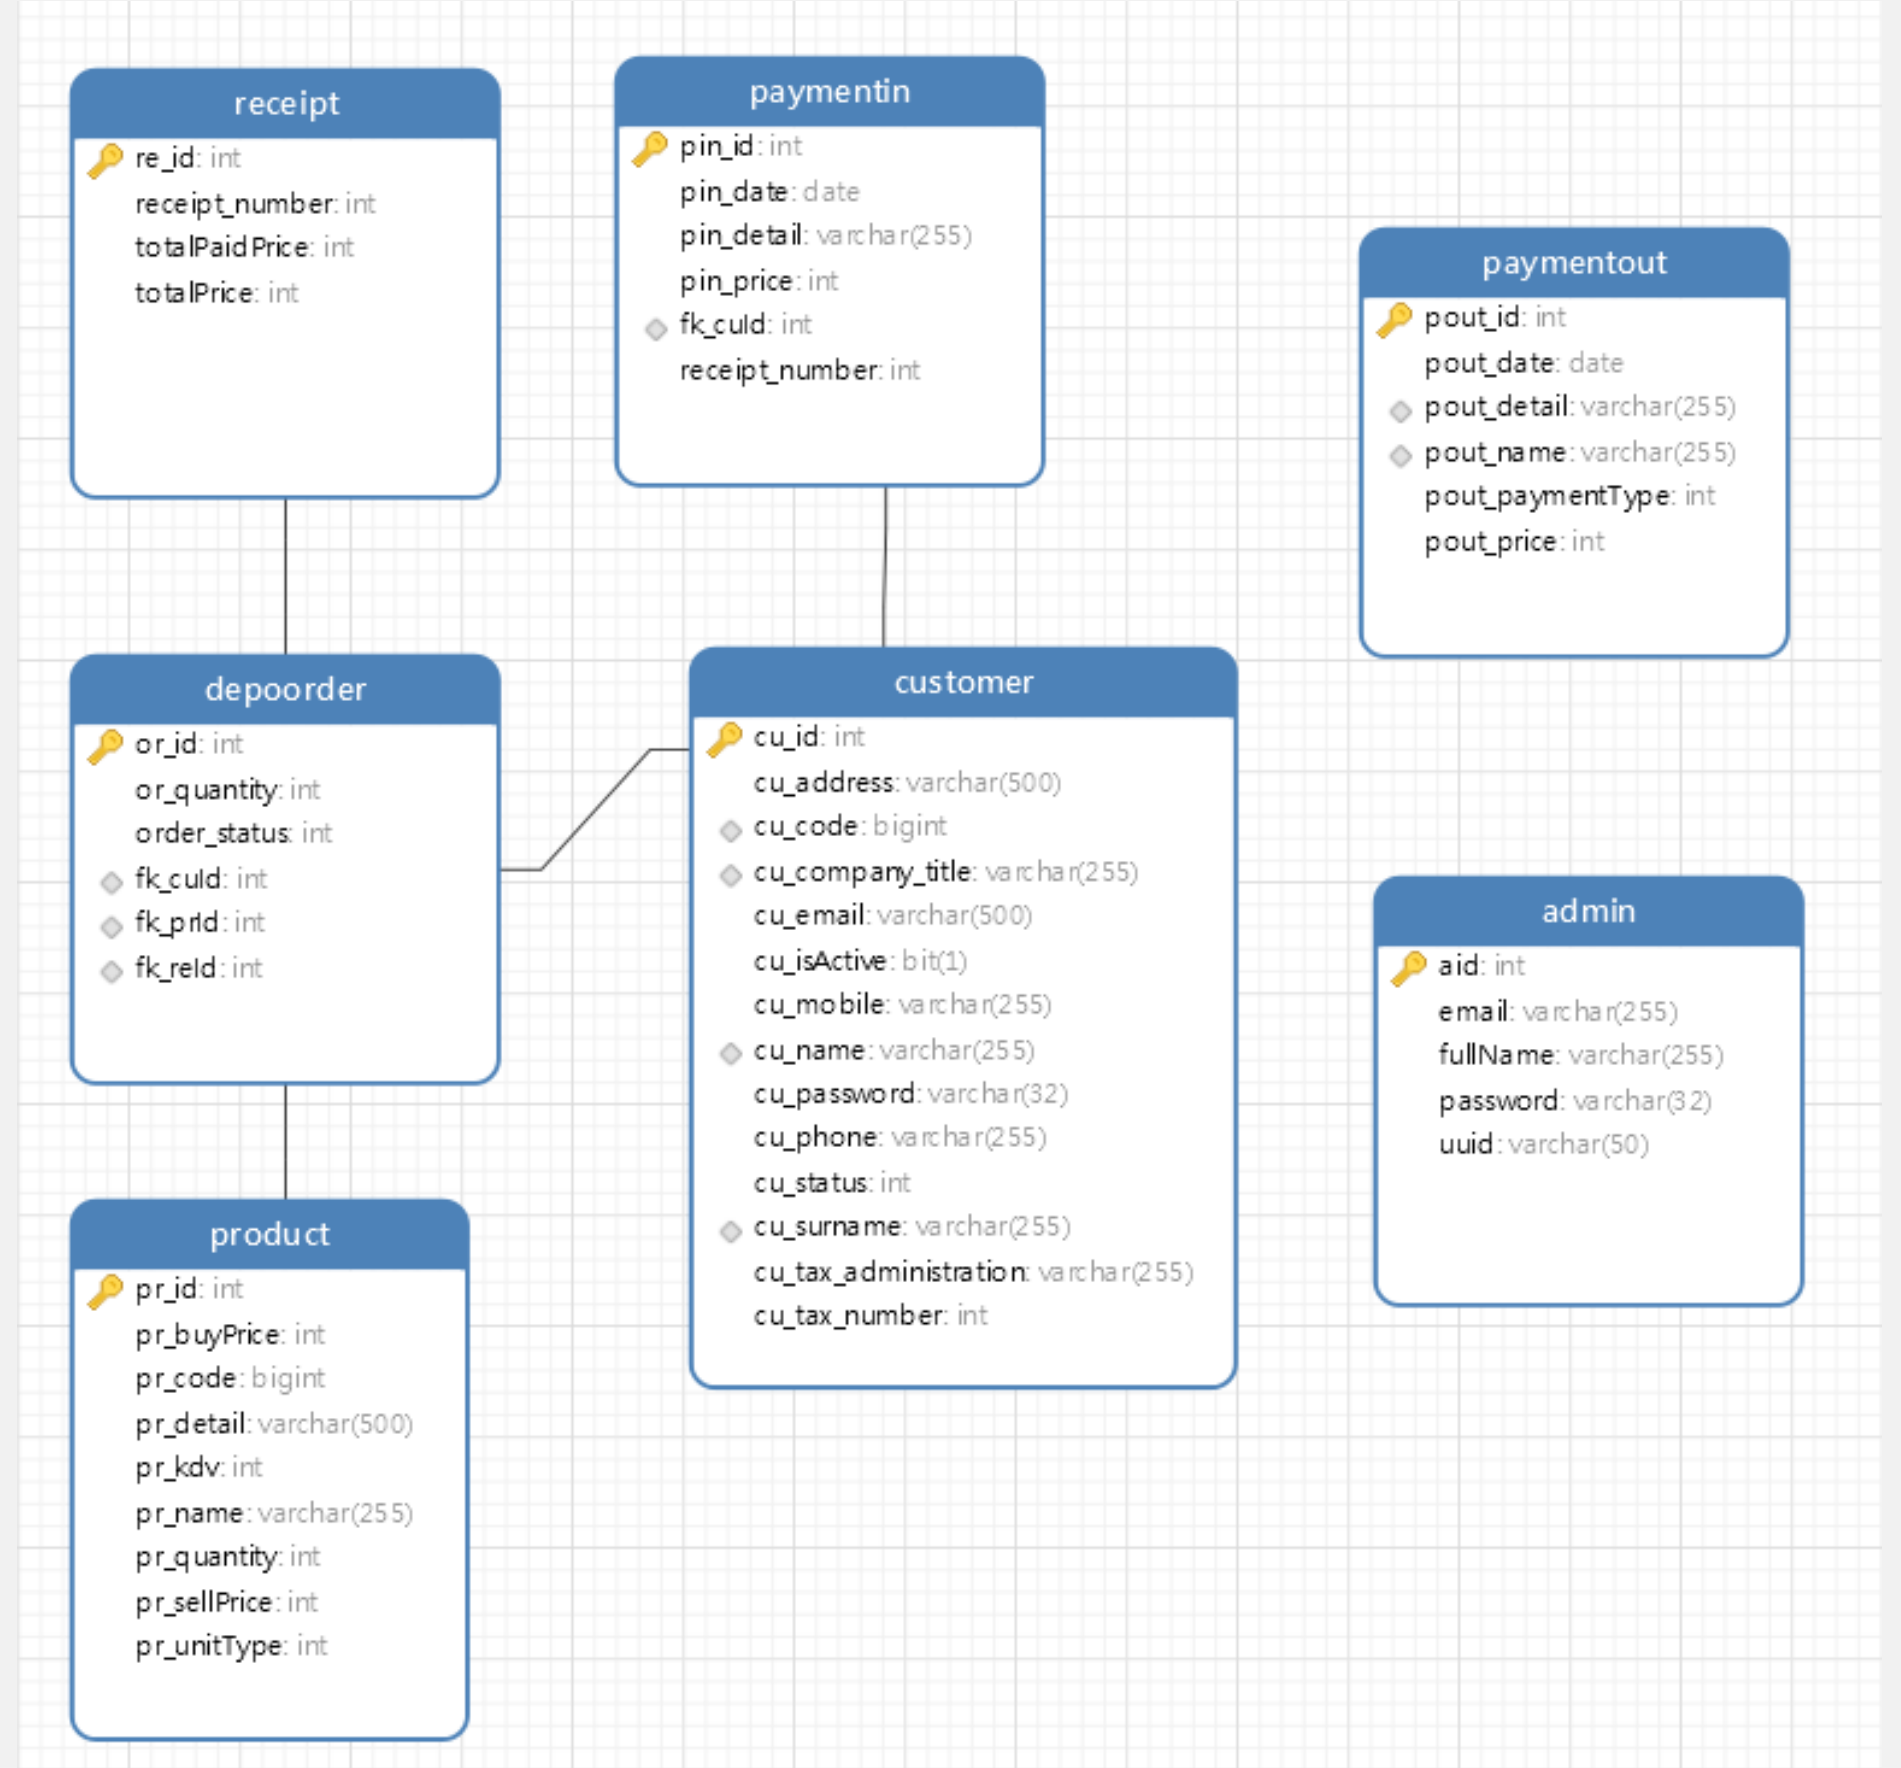 receipt
re_id: int
receipt_number: int
totalPaidPrice: int
totalPrice: int
paymentin
pin_id: int
pin_date: date
pin_detail: varchar(255)
pin_price: int
fk_cuId: int
receipt_number: int
paymentout
pout_id: int
pout_date: date
pout_detail: varchar(255)
pout_name: varchar(255)
pout_paymentType: int
pout_price: int
depoorder
or_id: int
or_quantity: int
order_status: int
fk_cuId: int
fk_prId: int
fk_reId: int
customer
cu_id: int
cu_address: varchar(500)
cu_code: bigint
cu_company_title: varchar(255)
cu_email: varchar(500)
cu_isActive: bit(1)
cu_mobile: varchar(255)
cu_name: varchar(255)
cu_password: varchar(32)
cu_phone: varchar(255)
cu_status: int
cu_surname: varchar(255)
cu_tax_administration: varchar(255)
cu_tax_number: int
admin
aid: int
email: varchar(255)
fullName: varchar(255)
password: varchar(32)
uuid: varchar(50)
product
pr_id: int
pr_buyPrice: int
pr_code: bigint
pr_detail: varchar(500)
pr_kdv: int
pr_name: varchar(255)
pr_quantity: int
pr_sellPrice: int
pr_unitType: int